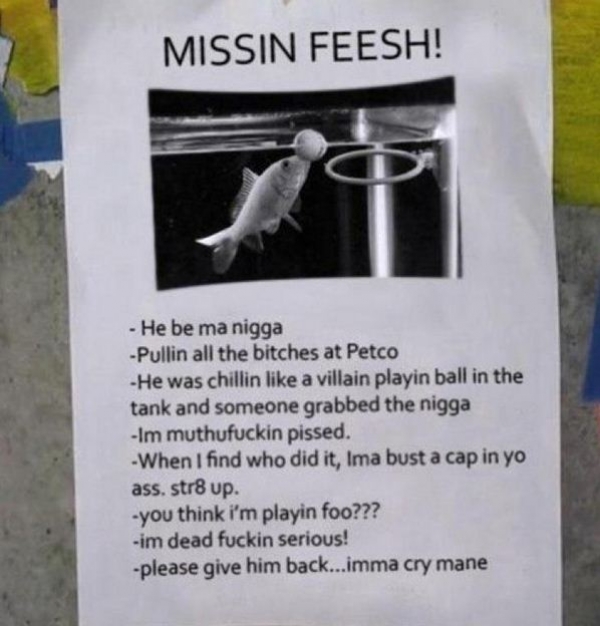 MISSIN FEESH!
- He be ma nigga
-Pullin all the bitches at Petco
-He was chillin like a villain playin ball in the
tank and someone grabbed the nigga
-Im muthufuckin pissed.
-When I find who did it, Ima bust a cap in yo
ass. str8 up.
-you think i'm playin foo???
-im dead fuckin serious!
-please give him back...imma cry mane